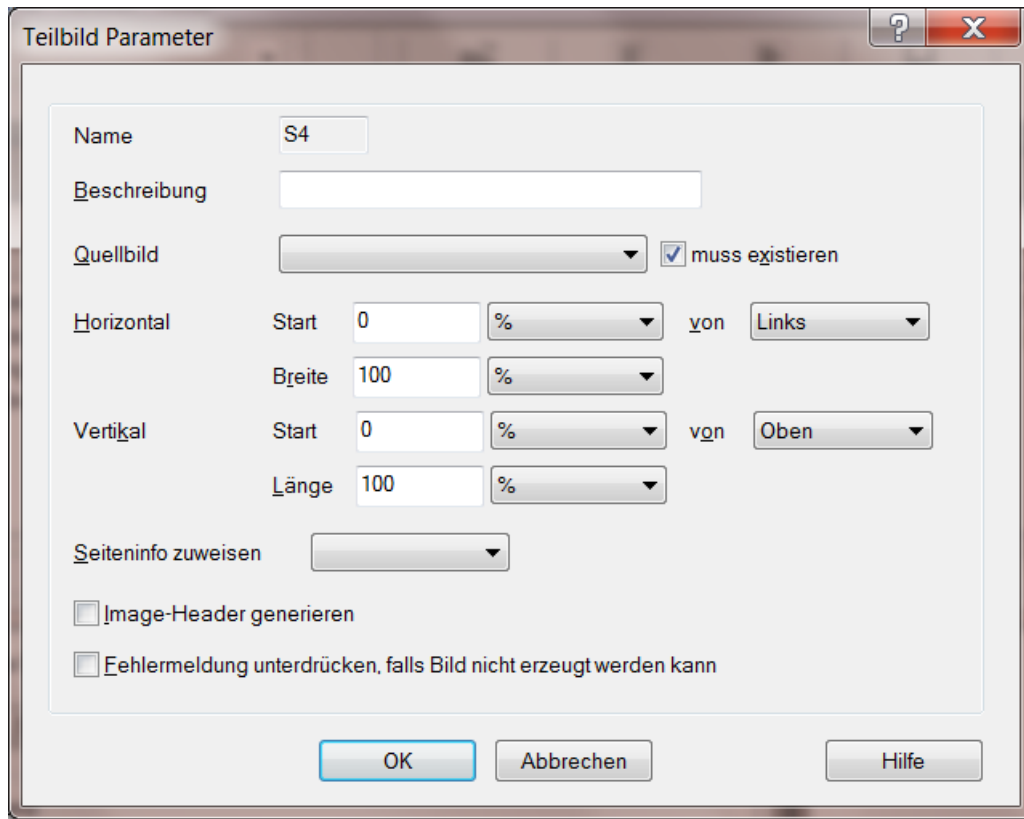 Teilbild Parameter
Name S4
Beschreibung
Quellbild muss existieren
Horizontal Start 0 % von Links
Breite 100 %
Vertikal Start 0 % von Oben
Länge 100 %
Seiteninfo zuweisen
Image-Header generieren
Fehlermeldung unterdrücken, falls Bild nicht erzeugt werden kann
OK Abbrechen Hilfe